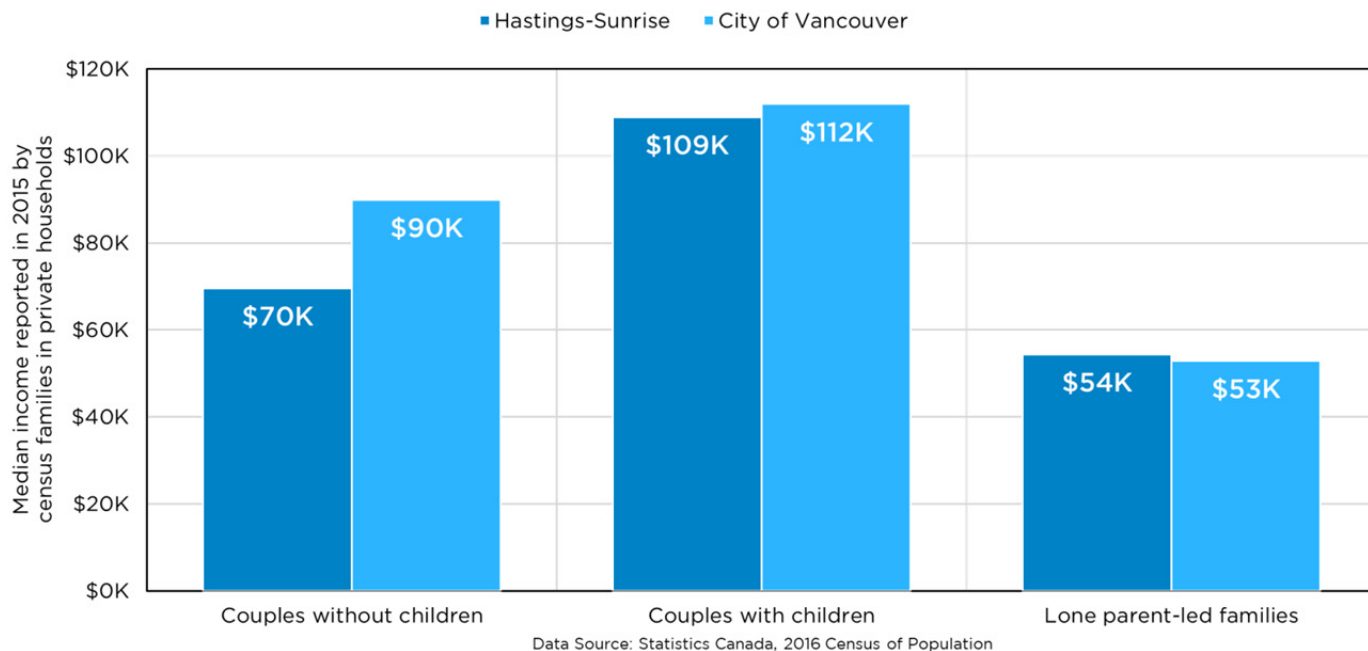 Hastings-Sunrise City of Vancouver
Median income reported in 2015 by
census families in private households
$120K
$100K
$80K
$60K
$40K
$20K
$0K
$70K
$90K
$109K
$112K
$54K
$53K
Couples without children
Couples with children
Lone parent-led families
Data Source: Statistics Canada, 2016 Census of Population